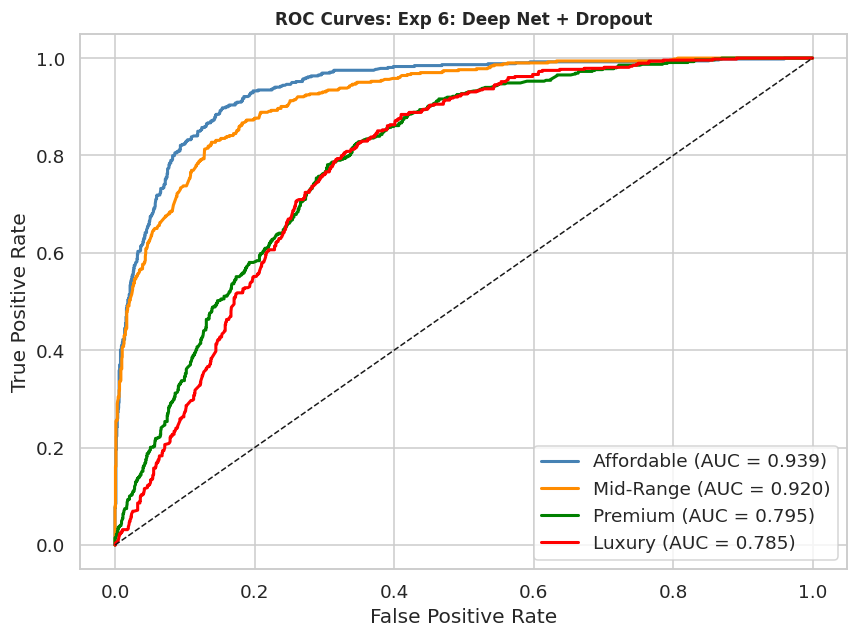 ROC Curves: Exp 6: Deep Net + Dropout
True Positive Rate
1.0
0.8
0.6
0.4
0.2
0.0
Affordable (AUC = 0.939)
Mid-Range (AUC = 0.920)
Premium (AUC = 0.795)
Luxury (AUC = 0.785)
0.0 0.2 0.4 0.6 0.8 1.0
False Positive Rate